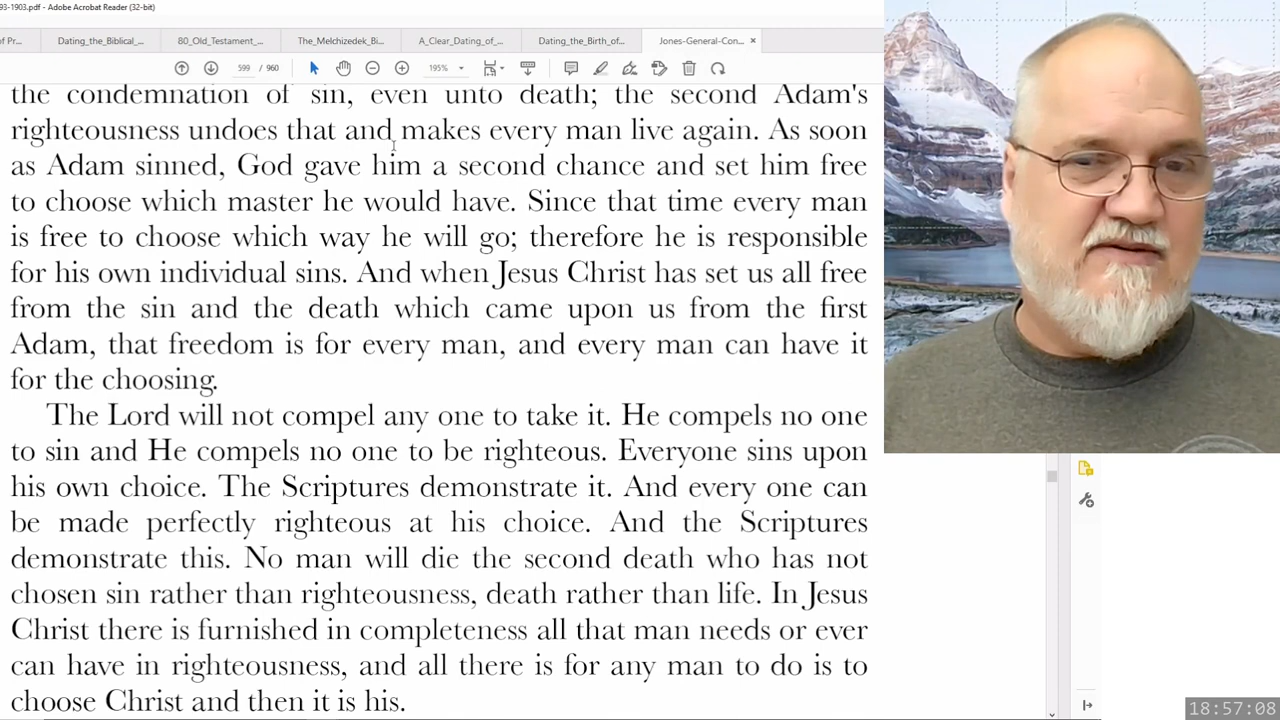 93-1903.pdf - Adobe Acrobat Reader (32-bit)
of Pr... Dating_the_Biblical_... 80_Old_Testament_... The_Melchizedek_Bi... A_Clear_Dating_of_... Dating_the_Birth_of... Jones-General-Con...
599 / 960 195%
the condemnation of sin, even unto death; the second Adam's
righteousness undoes that and makes every man live again. As soon
as Adam sinned, God gave him a second chance and set him free
to choose which master he would have. Since that time every man
is free to choose which way he will go; therefore he is responsible
for his own individual sins. And when Jesus Christ has set us all free
from the sin and the death which came upon us from the first
Adam, that freedom is for every man, and every man can have it
for the choosing.
The Lord will not compel any one to take it. He compels no one
to sin and He compels no one to be righteous. Everyone sins upon
his own choice. The Scriptures demonstrate it. And every one can
be made perfectly righteous at his choice. And the Scriptures
demonstrate this. No man will die the second death who has not
chosen sin rather than righteousness, death rather than life. In Jesus
Christ there is furnished in completeness all that man needs or ever
can have in righteousness, and all there is for any man to do is to
choose Christ and then it is his.
18:57:08